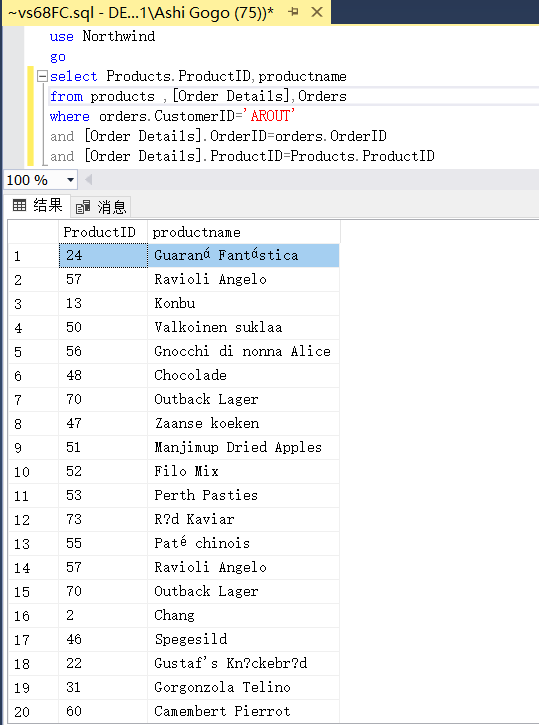 ~vs68FC.sql - DE...1\Ashi Gogo (75))*
use Northwind
go
select Products.ProductID,productname
from products ,[Order Details],Orders
where orders.CustomerID='AROUT'
and [Order Details].OrderID=orders.OrderID
and [Order Details].ProductID=Products.ProductID
100 %
结果 消息
ProductID productname
1 24 Guaraná Fantástica
2 57 Ravioli Angelo
3 13 Konbu
4 50 Valkoinen suklaa
5 56 Gnocchi di nonna Alice
6 48 Chocolade
7 70 Outback Lager
8 47 Zaanse koeken
9 51 Manjimup Dried Apples
10 52 Filo Mix
11 53 Perth Pasties
12 73 R?d Kaviar
13 55 Paté chinois
14 57 Ravioli Angelo
15 70 Outback Lager
16 2 Chang
17 46 Spegesild
18 22 Gustaf's Kn?ckebr?d
19 31 Gorgonzola Telino
20 60 Camembert Pierrot